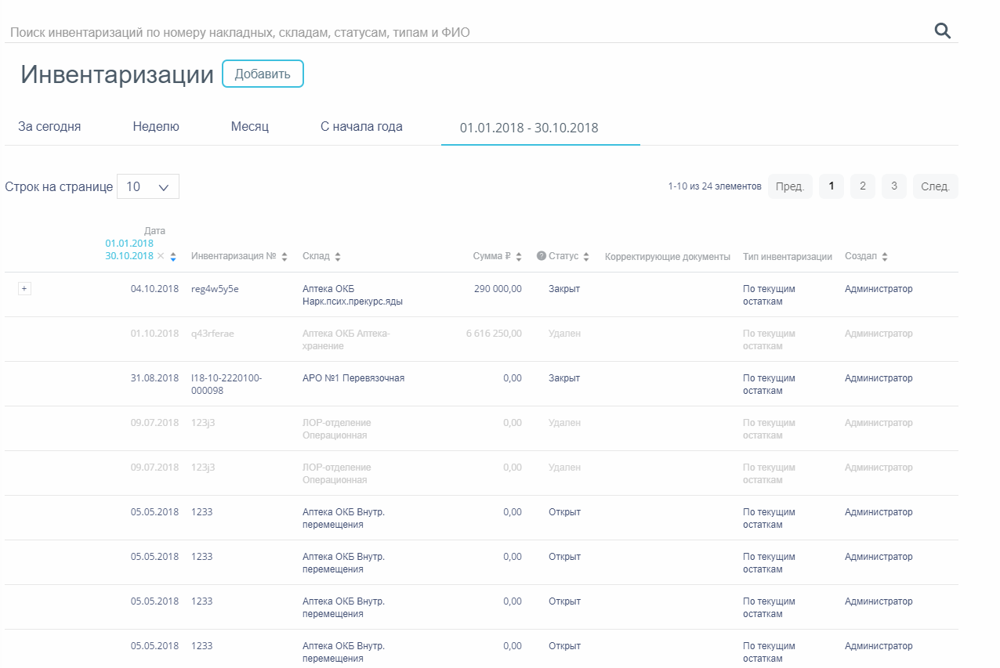 Поиск инвентаризаций по номеру накладных, складам, статусам, типам и ФИО
Инвентаризации Добавить
За сегодня Неделю Месяц С начала года 01.01.2018 - 30.10.2018
Строк на странице 10 1-10 из 24 элементов Пред. 1 2 3 След.
Дата
01.01.2018
30.10.2018 × Инвентаризация № Склад Сумма ₽ ? Статус Корректирующие документы Тип инвентаризации Создал
+ 04.10.2018 reg4w5y5e Аптека ОКБ 290 000,00 Закрыт По текущим Администратор
Нарк.псих.прекурс.яды остаткам
01.10.2018 q43rferae Аптека ОКБ Аптека- 6 616 250,00 Удален По текущим Администратор
хранение остаткам
31.08.2018 I18-10-2220100- АРО №1 Перевязочная 0,00 Закрыт По текущим Администратор
000098 остаткам
09.07.2018 123j3 ЛОР-отделение 0,00 Удален По текущим Администратор
Операционная остаткам
09.07.2018 123j3 ЛОР-отделение 0,00 Удален По текущим Администратор
Операционная остаткам
05.05.2018 1233 Аптека ОКБ Внутр. 0,00 Открыт По текущим Администратор
перемещения остаткам
05.05.2018 1233 Аптека ОКБ Внутр. 0,00 Открыт По текущим Администратор
перемещения остаткам
05.05.2018 1233 Аптека ОКБ Внутр. 0,00 Открыт По текущим Администратор
перемещения остаткам
05.05.2018 1233 Аптека ОКБ Внутр. 0,00 Открыт По текущим Администратор
перемещения остаткам